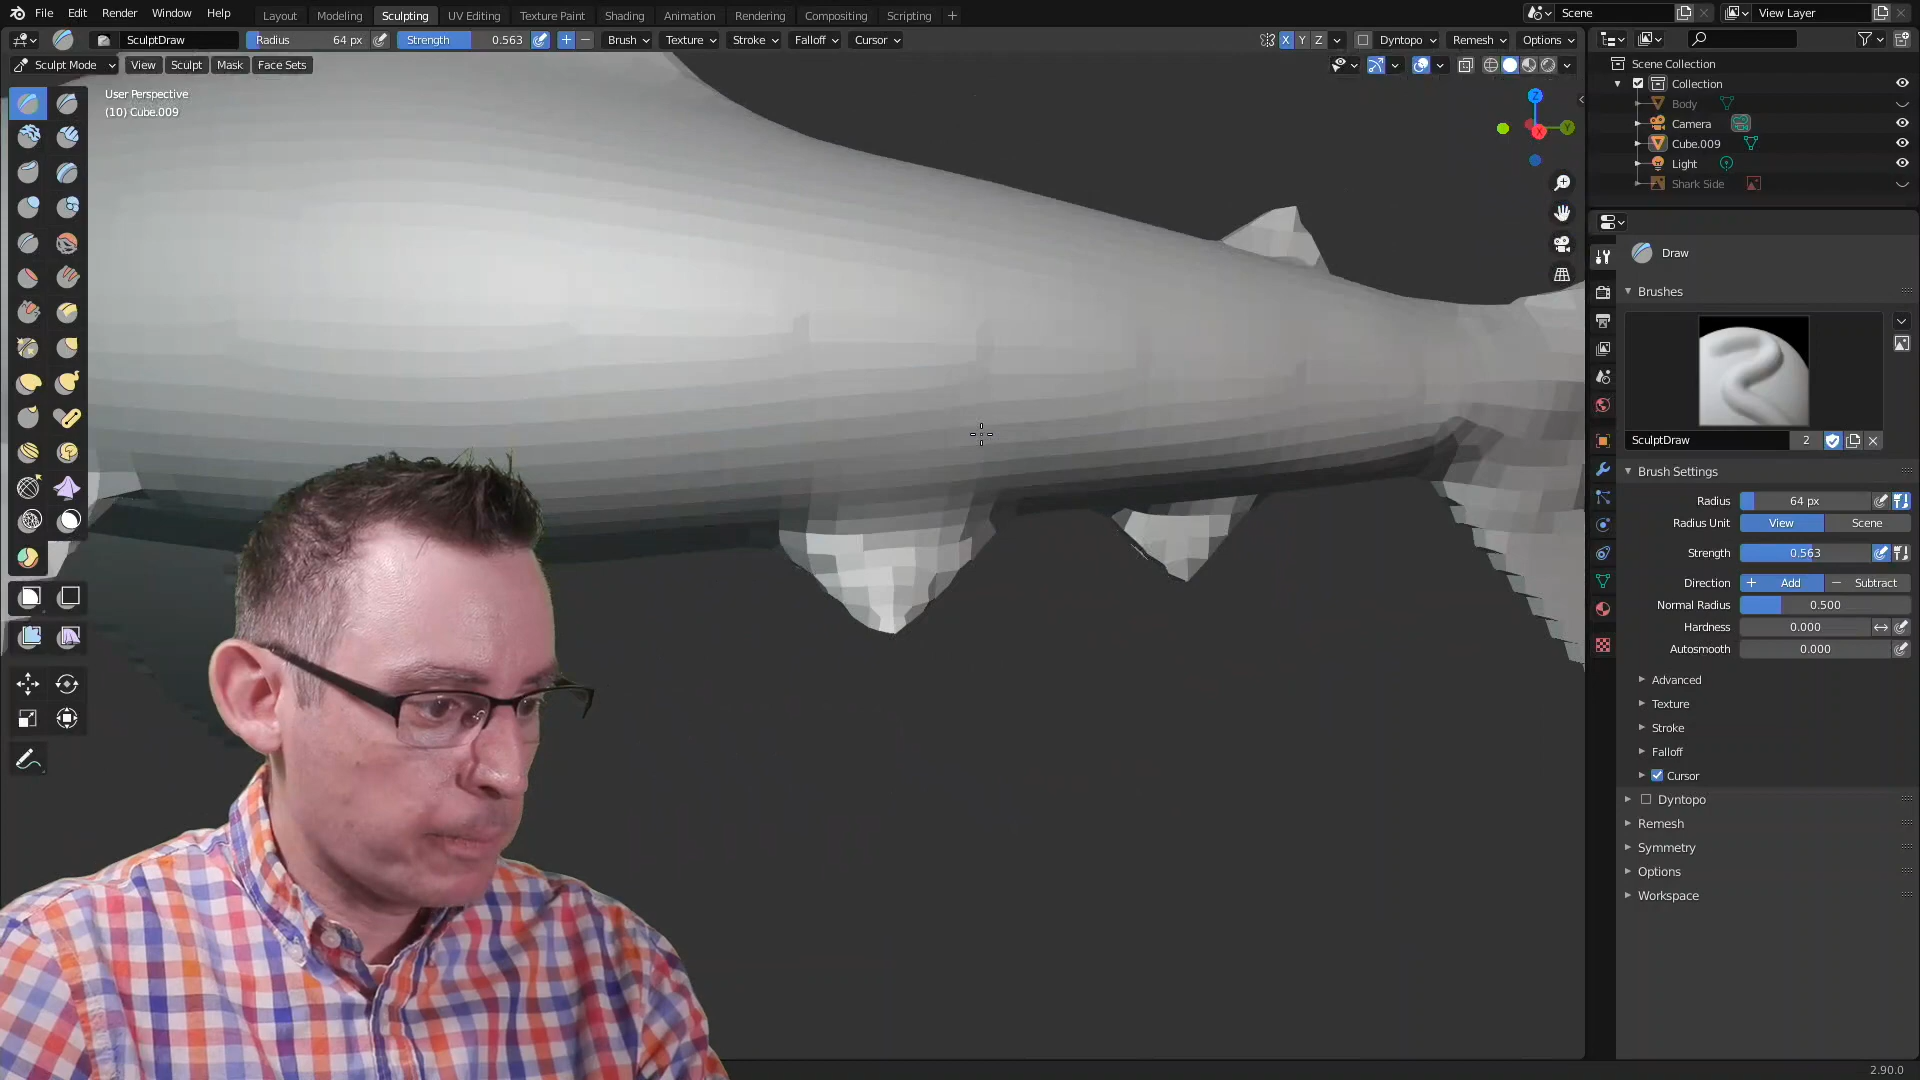 File Edit Render Window Help Layout Modeling Sculpting UV Editing Texture Paint Shading Animation Rendering Compositing Scripting + Scene View Layer
SculptDraw Radius 64 px Strength 0.563 Brush Texture Stroke Falloff Cursor X Y Z Dyntopo Remesh Options
Sculpt Mode View Sculpt Mask Face Sets
User Perspective
(10) Cube.009
Z
Y
X
Scene Collection
Collection
Body
Camera
Cube.009
Light
Shark Side
Draw
Brushes
SculptDraw 2
Brush Settings
Radius 64 px
Radius Unit View Scene
Strength 0.563
Direction + Add − Subtract
Normal Radius 0.500
Hardness 0.000
Autosmooth 0.000
Advanced
Texture
Stroke
Falloff
Cursor
Dyntopo
Remesh
Symmetry
Options
Workspace
2.90.0